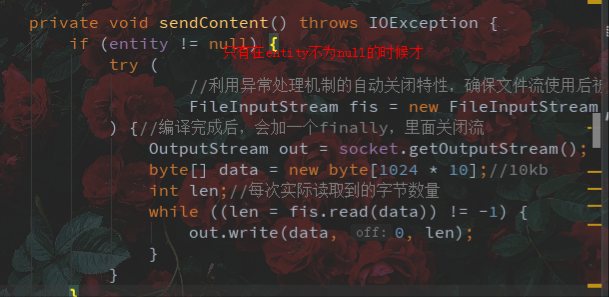 private void sendContent() throws IOException {
if (entity != null) {
只有在entity不为null的时候才
try (
//利用异常处理机制的自动关闭特性，确保文件流使用后被
FileInputStream fis = new FileInputStream
) {//编译完成后，会加一个finally，里面关闭流
OutputStream out = socket.getOutputStream();
byte[] data = new byte[1024 * 10];//10kb
int len;//每次实际读取到的字节数量
while ((len = fis.read(data)) != -1) {
out.write(data, off: 0, len);
}
}
}